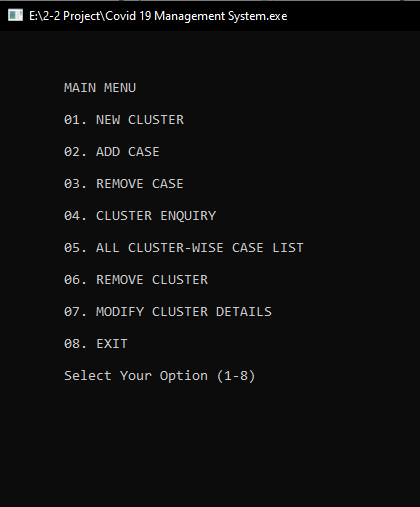 E:\2-2 Project\Covid 19 Management System.exe
MAIN MENU
01. NEW CLUSTER
02. ADD CASE
03. REMOVE CASE
04. CLUSTER ENQUIRY
05. ALL CLUSTER-WISE CASE LIST
06. REMOVE CLUSTER
07. MODIFY CLUSTER DETAILS
08. EXIT
Select Your Option (1-8)